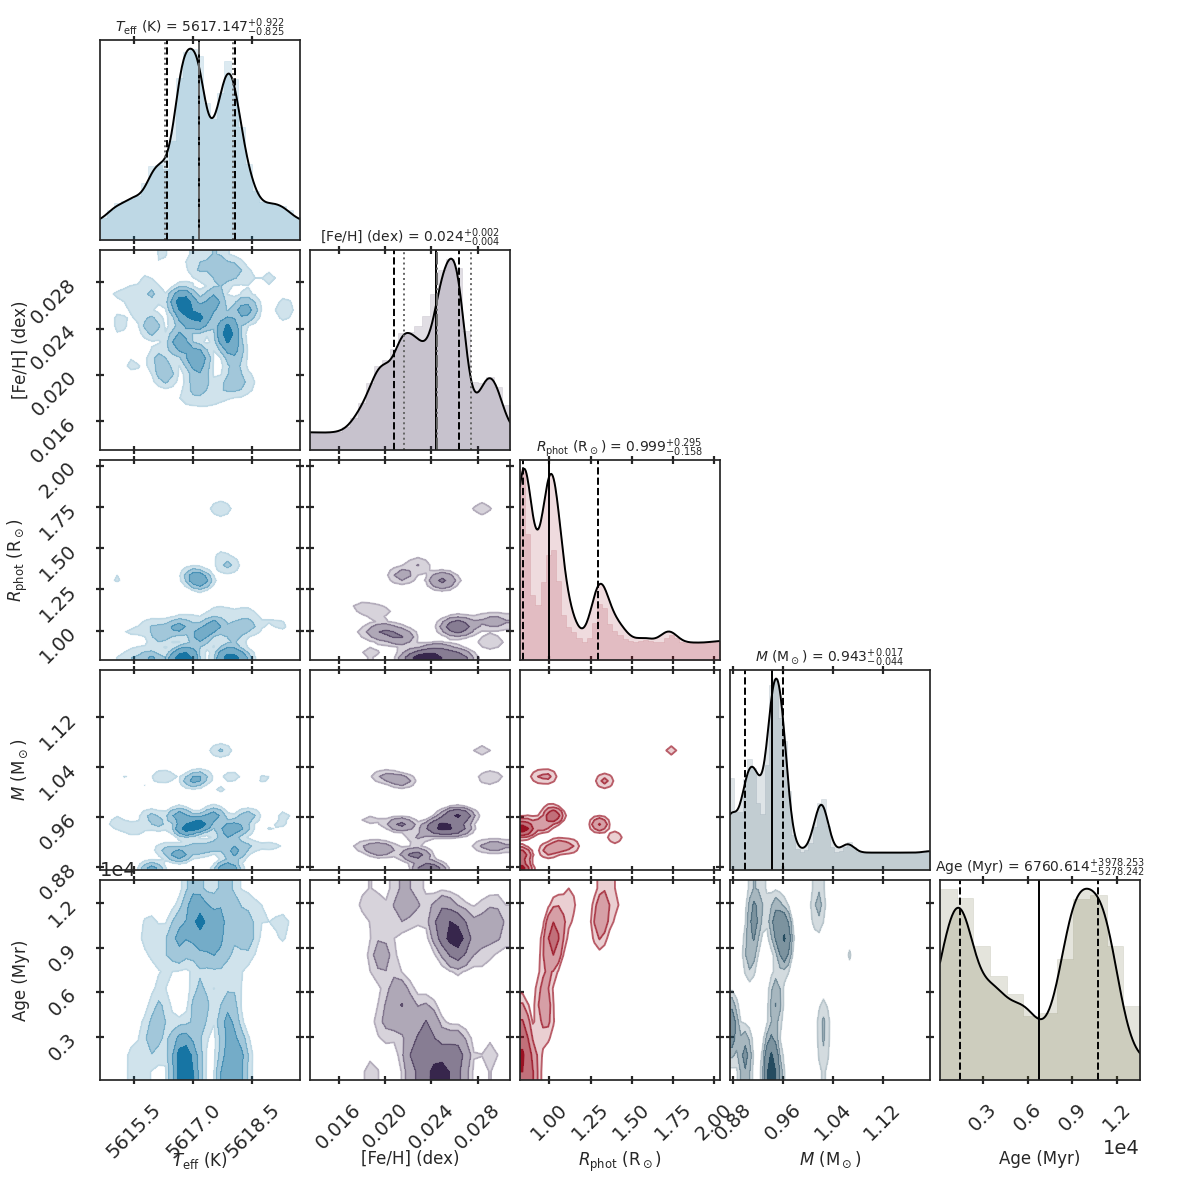 T_eff (K) = 5617.147 +0.922 −0.825
[Fe/H] (dex) = 0.024 +0.002 −0.004
[Fe/H] (dex)
0.028
0.024
0.020
0.016
R_phot (R⊙) = 0.999 +0.295 −0.158
R_phot (R⊙)
2.00
1.75
1.50
1.25
1.00
M (M⊙) = 0.943 +0.017 −0.044
M (M⊙)
1.12
1.04
0.96
0.88
1e4
Age (Myr) = 6760.614 +3978.253 −5278.242
Age (Myr)
1.2
0.9
0.6
0.3
5615.5 5617.0 5618.5
0.016 0.020 0.024 0.028
1.00 1.25 1.50 1.75 2.00
0.88 0.96 1.04 1.12
0.3 0.6 0.9 1.2
1e4
T_eff (K)
[Fe/H] (dex)
R_phot (R⊙)
M (M⊙)
Age (Myr)